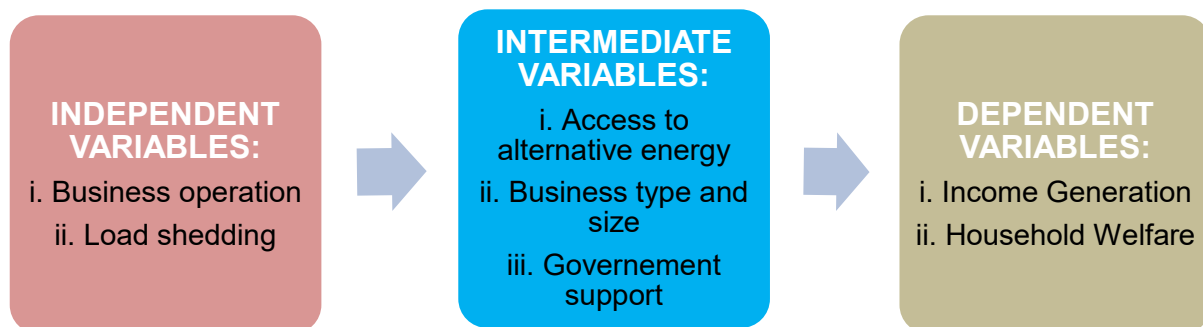 INDEPENDENT
VARIABLES:
i. Business operation
ii. Load shedding
INTERMEDIATE
VARIABLES:
i. Access to
alternative energy
ii. Business type and
size
iii. Governement
support
DEPENDENT
VARIABLES:
i. Income Generation
ii. Household Welfare